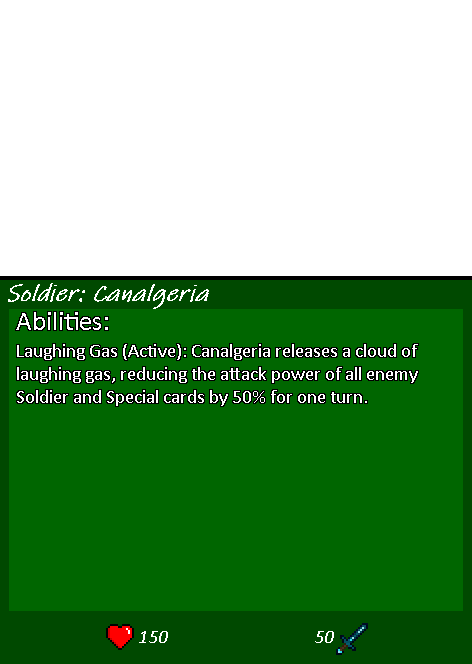 Soldier: Canalgeria
Abilities:
Laughing Gas (Active): Canalgeria releases a cloud of
laughing gas, reducing the attack power of all enemy
Soldier and Special cards by 50% for one turn.
150
50